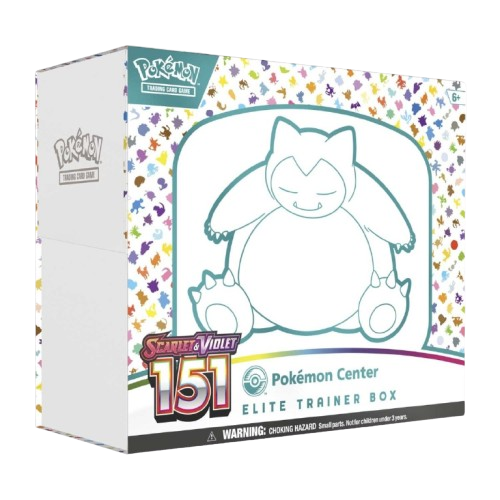 Pokémon
TRADING CARD GAME
6+
Pokémon
TRADING CARD GAME
SCARLET & VIOLET
151
Pokémon Center
ELITE TRAINER BOX
WARNING: CHOKING HAZARD Small parts. Not for children under 3 years.